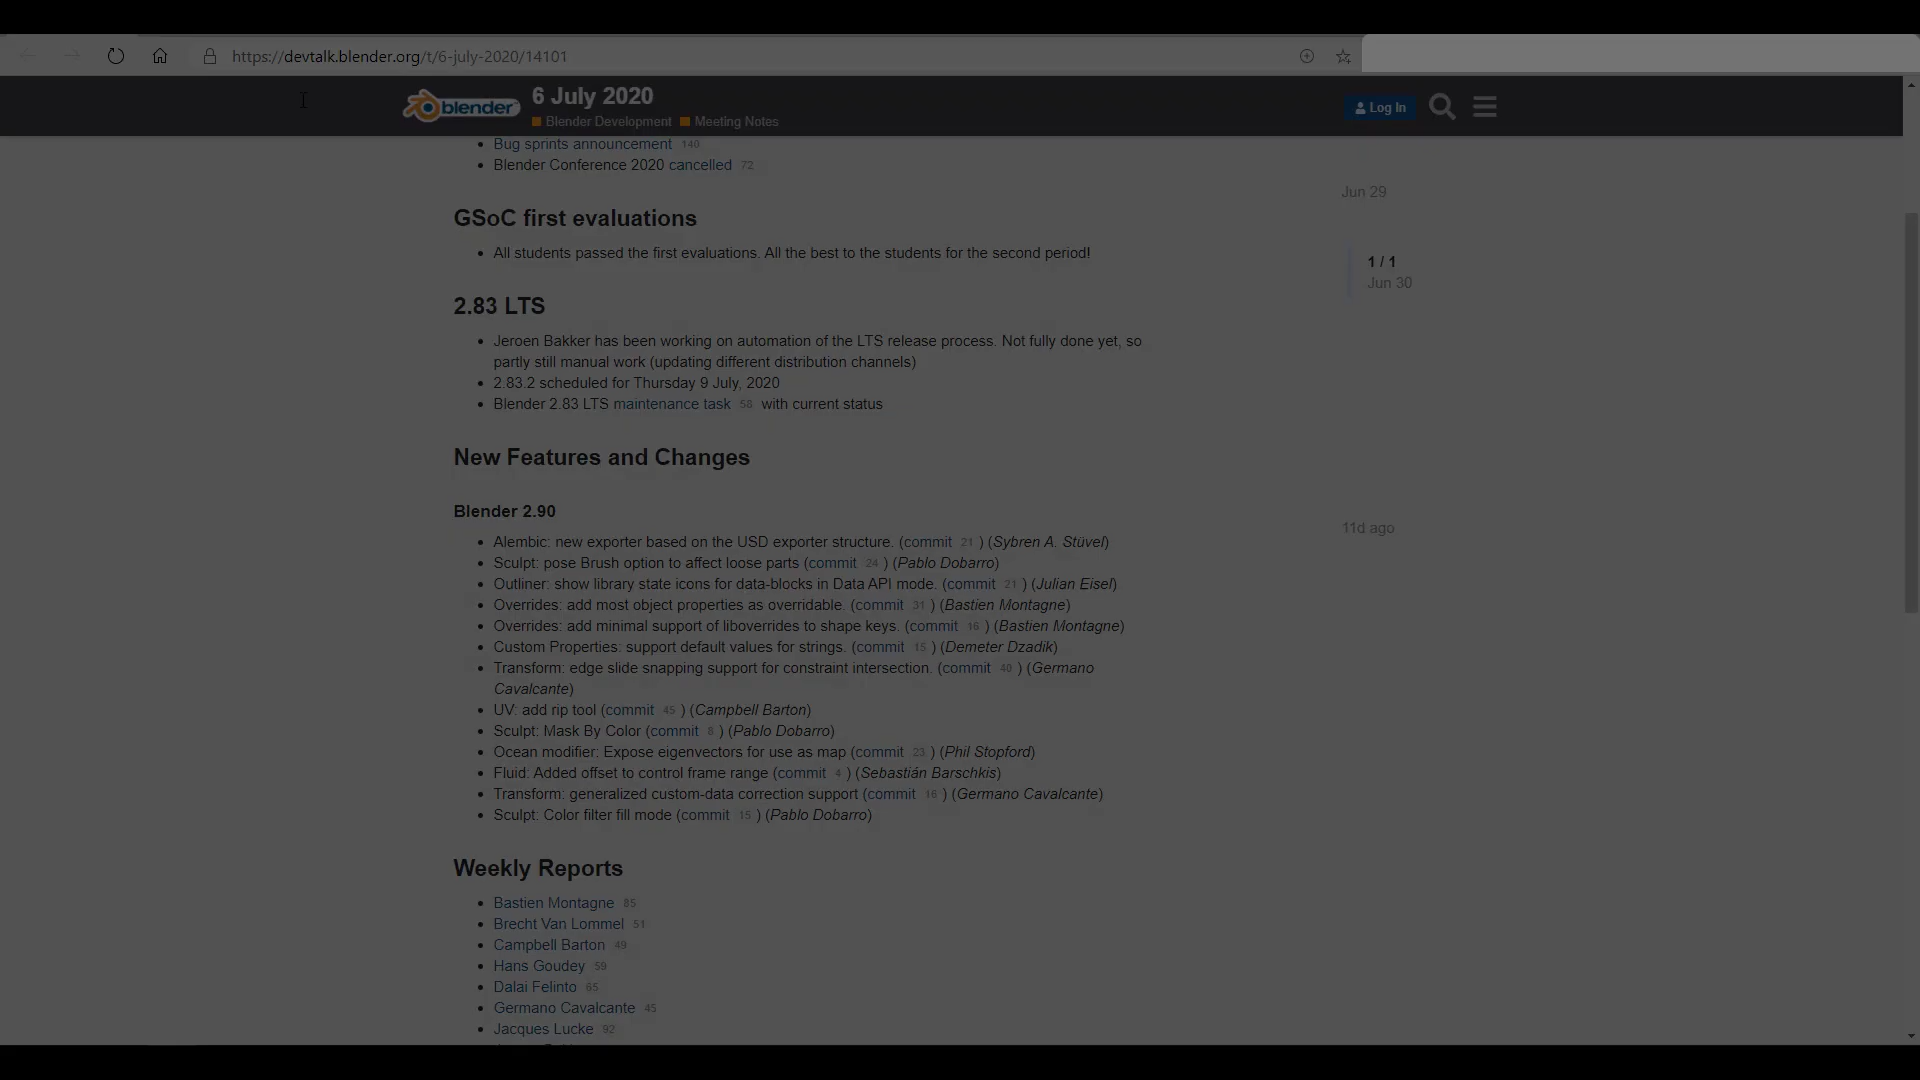 https://devtalk.blender.org/t/6-july-2020/14101
blender
6 July 2020
Blender Development Meeting Notes
Log In
Bug sprints announcement 140
Blender Conference 2020 cancelled 72
Jun 29
GSoC first evaluations
All students passed the first evaluations. All the best to the students for the second period!
1 / 1
Jun 30
2.83 LTS
Jeroen Bakker has been working on automation of the LTS release process. Not fully done yet, so
partly still manual work (updating different distribution channels)
2.83.2 scheduled for Thursday 9 July, 2020
Blender 2.83 LTS maintenance task 58 with current status
New Features and Changes
Blender 2.90
11d ago
Alembic: new exporter based on the USD exporter structure. (commit 21 ) (Sybren A. Stüvel)
Sculpt: pose Brush option to affect loose parts (commit 24 ) (Pablo Dobarro)
Outliner: show library state icons for data-blocks in Data API mode. (commit 21 ) (Julian Eisel)
Overrides: add most object properties as overridable. (commit 31 ) (Bastien Montagne)
Overrides: add minimal support of liboverrides to shape keys. (commit 16 ) (Bastien Montagne)
Custom Properties: support default values for strings. (commit 15 ) (Demeter Dzadik)
Transform: edge slide snapping support for constraint intersection. (commit 40 ) (Germano
Cavalcante)
UV: add rip tool (commit 45 ) (Campbell Barton)
Sculpt: Mask By Color (commit 8 ) (Pablo Dobarro)
Ocean modifier: Expose eigenvectors for use as map (commit 23 ) (Phil Stopford)
Fluid: Added offset to control frame range (commit 4 ) (Sebastián Barschkis)
Transform: generalized custom-data correction support (commit 16 ) (Germano Cavalcante)
Sculpt: Color filter fill mode (commit 15 ) (Pablo Dobarro)
Weekly Reports
Bastien Montagne 85
Brecht Van Lommel 51
Campbell Barton 49
Hans Goudey 59
Dalai Felinto 65
Germano Cavalcante 45
Jacques Lucke 92